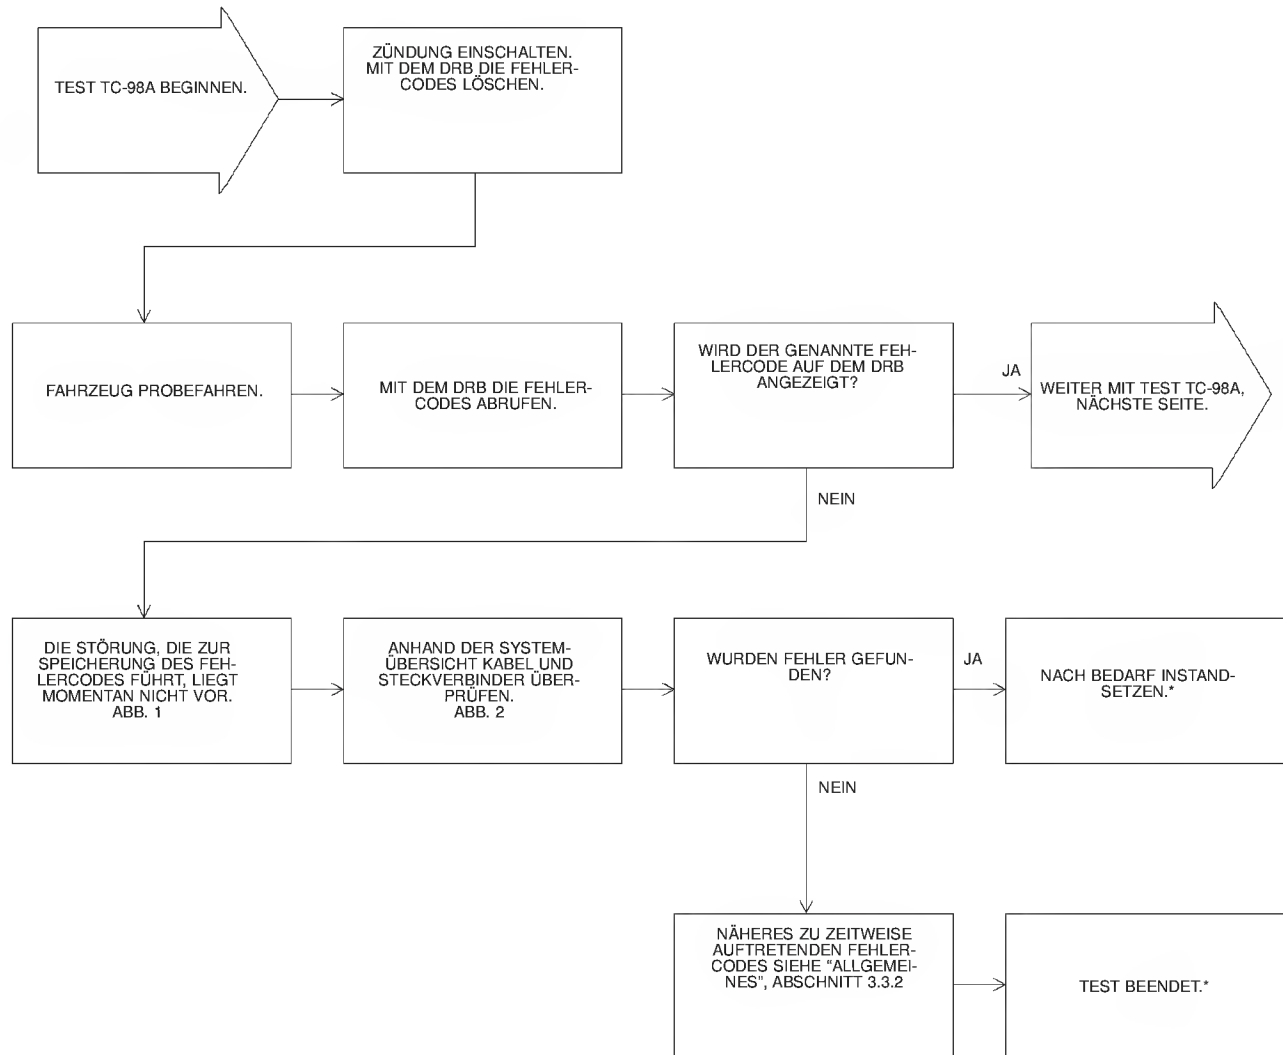 TEST TC-98A BEGINNEN.
ZÜNDUNG EINSCHALTEN.
MIT DEM DRB DIE FEHLER-
CODES LÖSCHEN.
FAHRZEUG PROBEFAHREN.
MIT DEM DRB DIE FEHLER-
CODES ABRUFEN.
WIRD DER GENANNTE FEH-
LERCODE AUF DEM DRB
ANGEZEIGT?
JA
WEITER MIT TEST TC-98A,
NÄCHSTE SEITE.
NEIN
DIE STÖRUNG, DIE ZUR
SPEICHERUNG DES FEH-
LERCODES FÜHRT, LIEGT
MOMENTAN NICHT VOR.
ABB. 1
ANHAND DER SYSTEM-
ÜBERSICHT KABEL UND
STECKVERBINDER ÜBER-
PRÜFEN.
ABB. 2
WURDEN FEHLER GEFUN-
DEN?
JA
NACH BEDARF INSTAND-
SETZEN.*
NEIN
NÄHERES ZU ZEITWEISE
AUFTRETENDEN FEHLER-
CODES SIEHE "ALLGEMEI-
NES", ABSCHNITT 3.3.2
TEST BEENDET.*